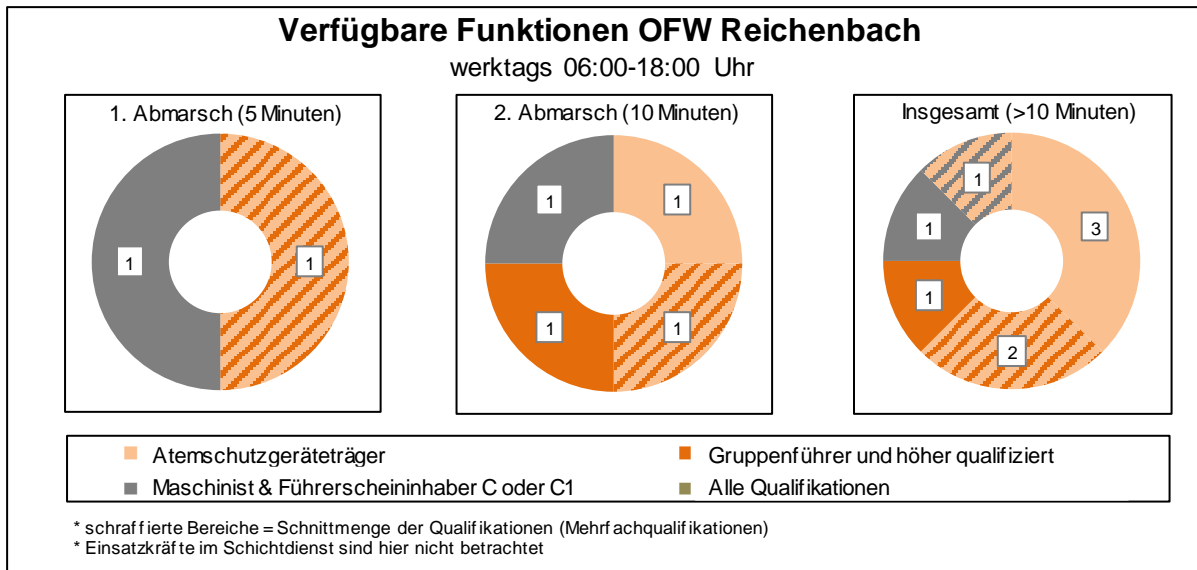 Verfügbare Funktionen OFW Reichenbach
werktags 06:00-18:00 Uhr
1. Abmarsch (5 Minuten)
1
1
2. Abmarsch (10 Minuten)
1
1
1
1
Insgesamt (>10 Minuten)
1
3
1
1
2
Atemschutzgeräteträger
Gruppenführer und höher qualifiziert
Maschinist & Führerscheininhaber C oder C1
Alle Qualifikationen
* schraffierte Bereiche = Schnittmenge der Qualifikationen (Mehrfachqualifikationen)
* Einsatzkräfte im Schichtdienst sind hier nicht betrachtet